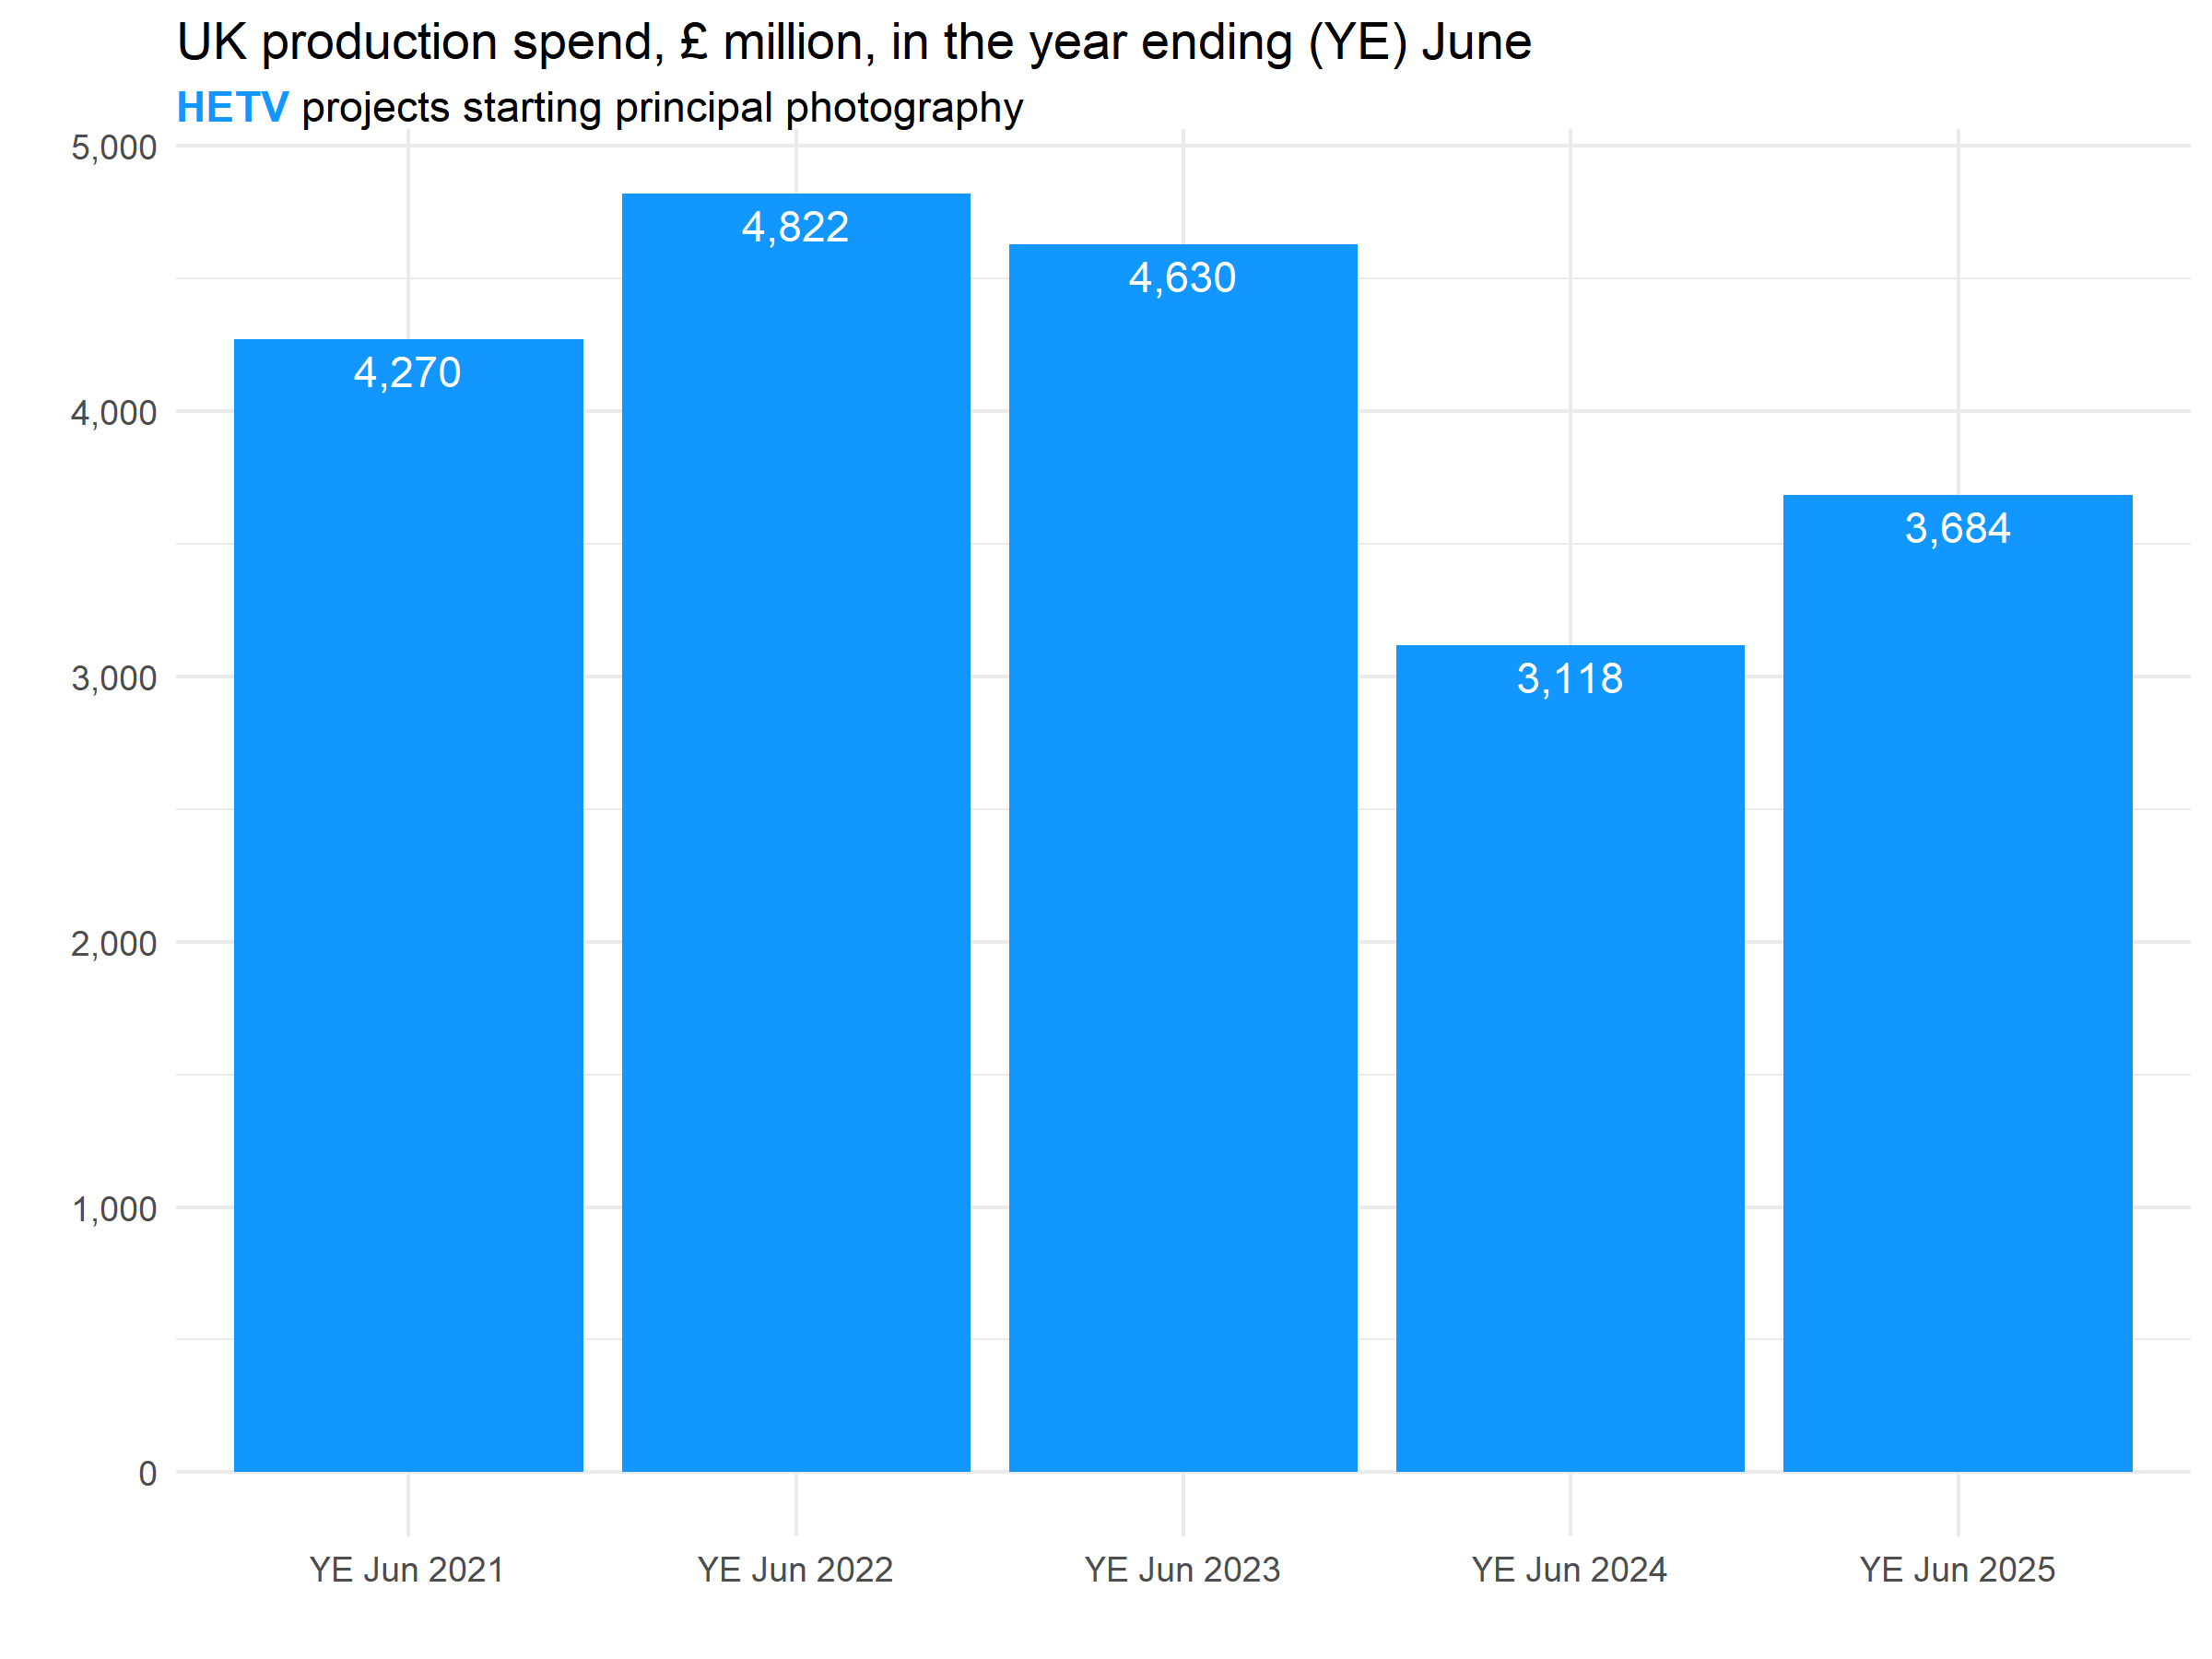 UK production spend, £ million, in the year ending (YE) June
HETV projects starting principal photography
5,000
4,000
3,000
2,000
1,000
0
4,270
4,822
4,630
3,118
3,684
YE Jun 2021
YE Jun 2022
YE Jun 2023
YE Jun 2024
YE Jun 2025